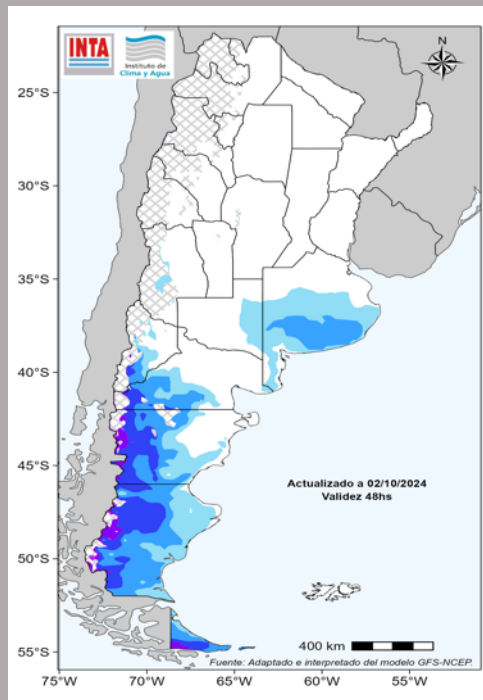 INTA
Instituto de
Clima y Agua
N
25°S
30°S
35°S
40°S
45°S
50°S
55°S
Actualizado a 02/10/2024
Validez 48hs
400 km
Fuente: Adaptado e interpretado del modelo GFS-NCEP.
75°W
70°W
65°W
60°W
55°W